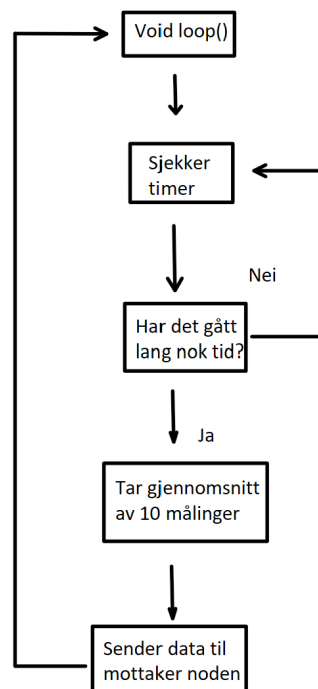 Void loop()
Sjekker
timer
Nei
Har det gått
lang nok tid?
Ja
Tar gjennomsnitt
av 10 målinger
Sender data til
mottaker noden